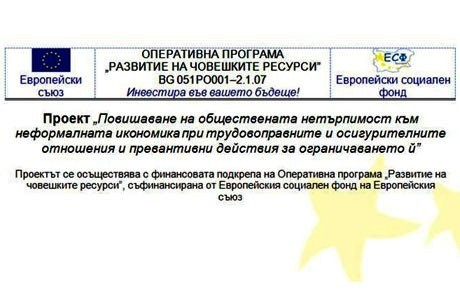 ОПЕРАТИВНА ПРОГРАМА
„РАЗВИТИЕ НА ЧОВЕШКИТЕ РЕСУРСИ”
BG 051PO001–2.1.07
Инвестира във вашето бъдеще!
Европейски
съюз
ЕСФ
Европейски социален
фонд
Проект „Повишаване на обществената нетърпимост към
неформалната икономика при трудовоправните и осигурителните
отношения и превантивни действия за ограничаването й”
Проектът се осъществява с финансовата подкрепа на Оперативна програма „Развитие на
човешките ресурси”, съфинансирана от Европейския социален фонд на Европейския
съюз